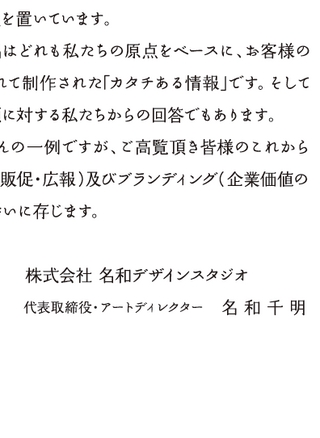 を置いています。
はどれも私たちの原点をベースに、お客様の
れて制作された「カタチある情報」です。そして
に対する私たちからの回答でもあります。
んの一例ですが、ご高覧頂き皆様のこれから
販促・広報）及びブランディング（企業価値の
いに存じます。
株式会社 名和デザインスタジオ
代表取締役・アートディレクター 名和千明